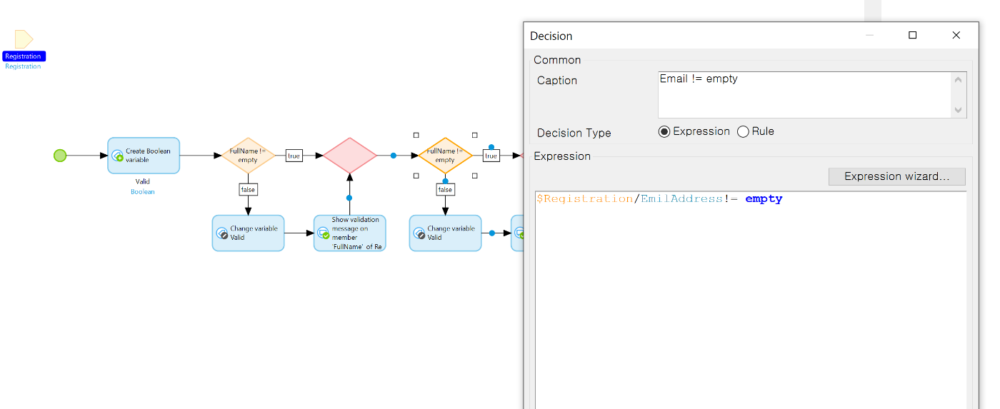 Registration
Registration
Create Boolean
variable
Valid
Boolean
FullName !=
empty
true
false
Change variable
Valid
Show validation
message on
member
'FullName' of Re
FullName !=
empty
true
false
Change variable
Valid
Decision
Common
Caption
Email != empty
Decision Type
Expression
Rule
Expression
Expression wizard...
$Registration/EmilAddress!= empty